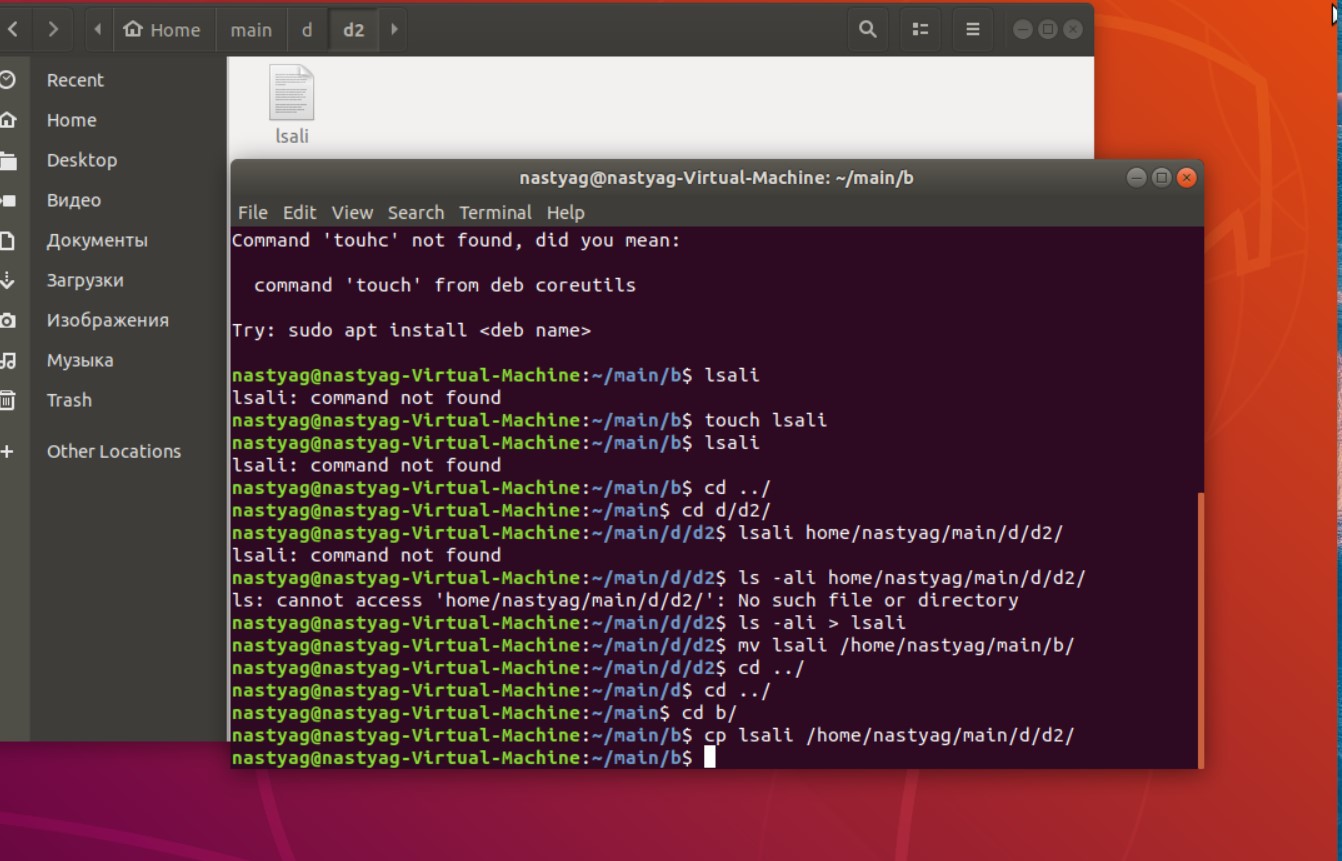 Home main d d2
Recent
Home
Desktop
Видео
Документы
Загрузки
Изображения
Музыка
Trash
Other Locations
lsali
nastyag@nastyag-Virtual-Machine: ~/main/b
File Edit View Search Terminal Help
Command 'touhc' not found, did you mean:
command 'touch' from deb coreutils
Try: sudo apt install <deb name>
nastyag@nastyag-Virtual-Machine:~/main/b$ lsali
lsali: command not found
nastyag@nastyag-Virtual-Machine:~/main/b$ touch lsali
nastyag@nastyag-Virtual-Machine:~/main/b$ lsali
lsali: command not found
nastyag@nastyag-Virtual-Machine:~/main/b$ cd ../
nastyag@nastyag-Virtual-Machine:~/main$ cd d/d2/
nastyag@nastyag-Virtual-Machine:~/main/d/d2$ lsali home/nastyag/main/d/d2/
lsali: command not found
nastyag@nastyag-Virtual-Machine:~/main/d/d2$ ls -ali home/nastyag/main/d/d2/
ls: cannot access 'home/nastyag/main/d/d2/': No such file or directory
nastyag@nastyag-Virtual-Machine:~/main/d/d2$ ls -ali > lsali
nastyag@nastyag-Virtual-Machine:~/main/d/d2$ mv lsali /home/nastyag/main/b/
nastyag@nastyag-Virtual-Machine:~/main/d/d2$ cd ../
nastyag@nastyag-Virtual-Machine:~/main/d$ cd ../
nastyag@nastyag-Virtual-Machine:~/main$ cd b/
nastyag@nastyag-Virtual-Machine:~/main/b$ cp lsali /home/nastyag/main/d/d2/
nastyag@nastyag-Virtual-Machine:~/main/b$